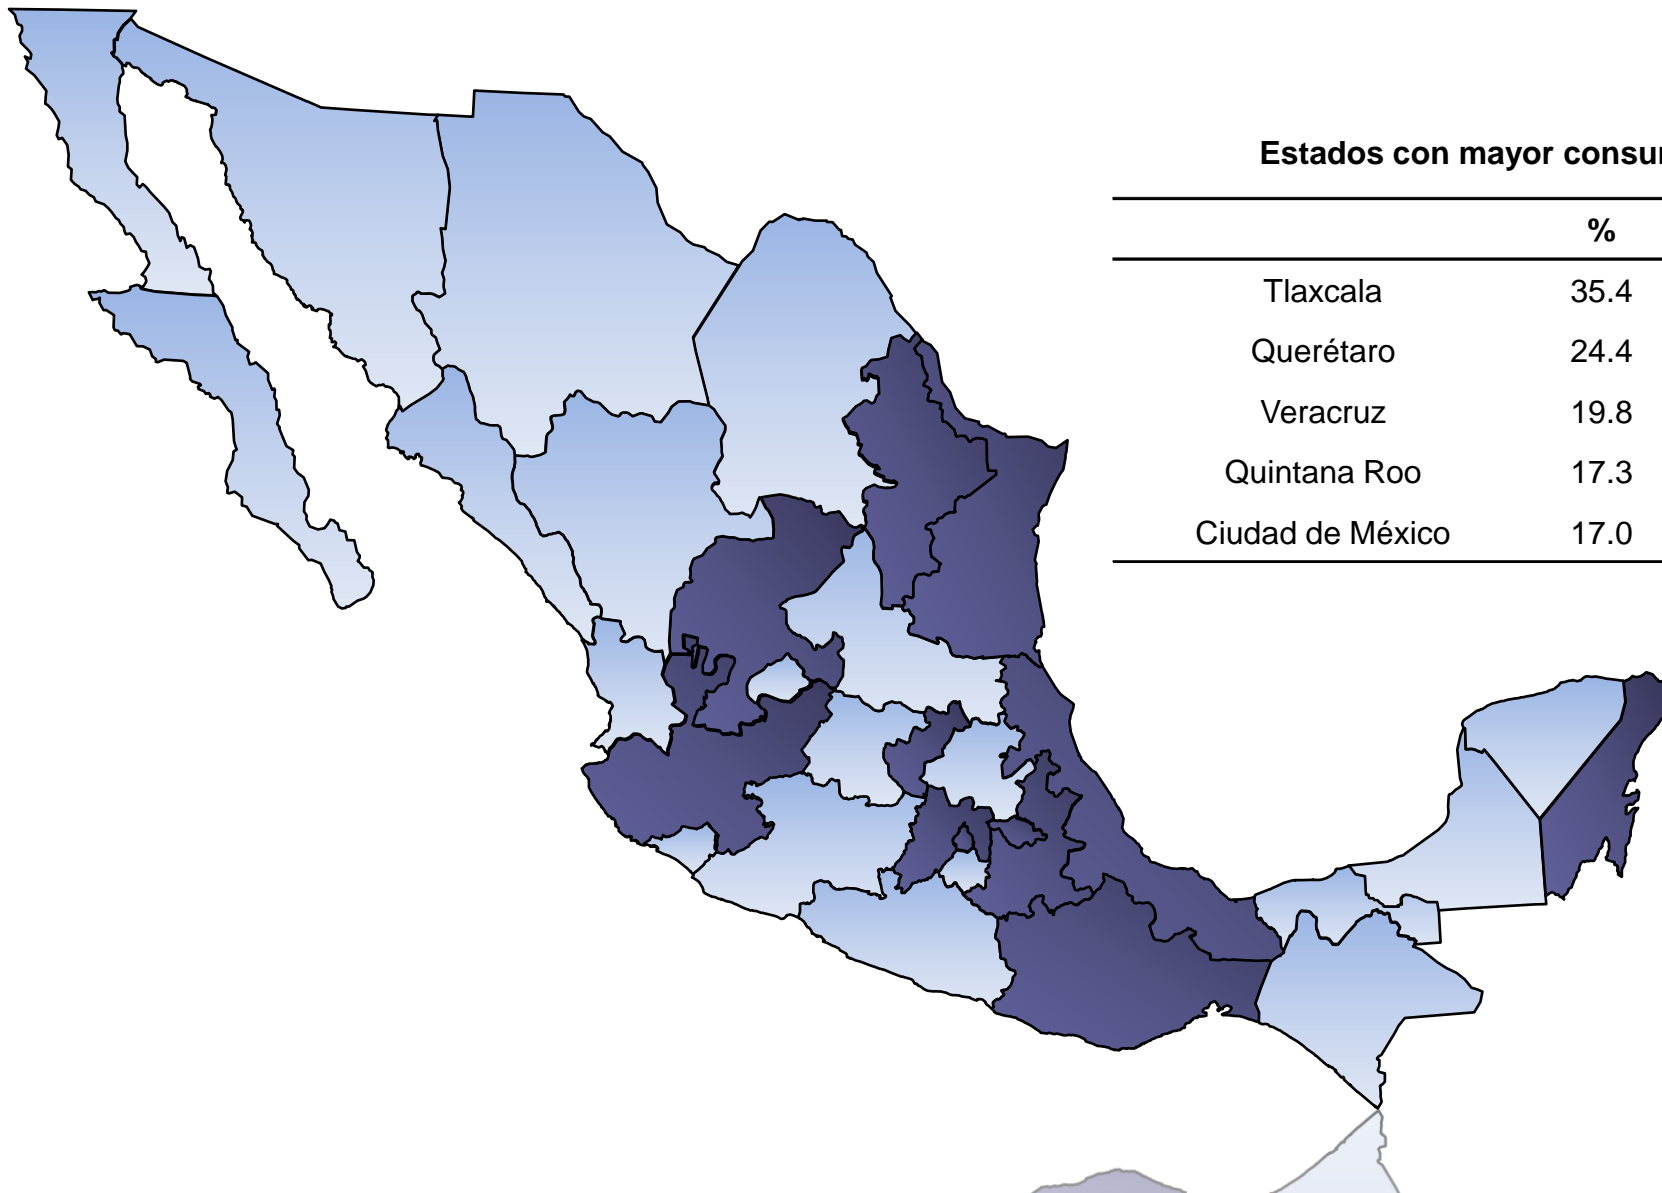 Estados con mayor
%
Tlaxcala 35.4
Querétaro 24.4
Veracruz 19.8
Quintana Roo 17.3
Ciudad de México 17.0